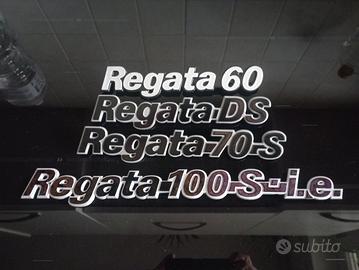 Regata 60
Regata DS
Regata 70-S
Regata 100-S-i.e.
subito